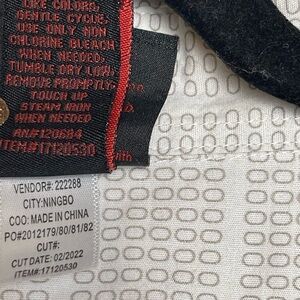 LIKE COLORS,
GENTLE CYCLE.
USE ONLY NON
CHLORINE BLEACH
WHEN NEEDED.
TUMBLE DRY LOW,
REMOVE PROMPTLY.
TOUCH UP
STEAM IRON
WHEN NEEDED
AN#120694
ITEM#17120530
with
VENDOR#: 222288
CITY:NINGBO
COO: MADE IN CHINA
PO#2012179/80/81/82
CUT#:
CUT DATE: 02/2022
ITEM#:17120530